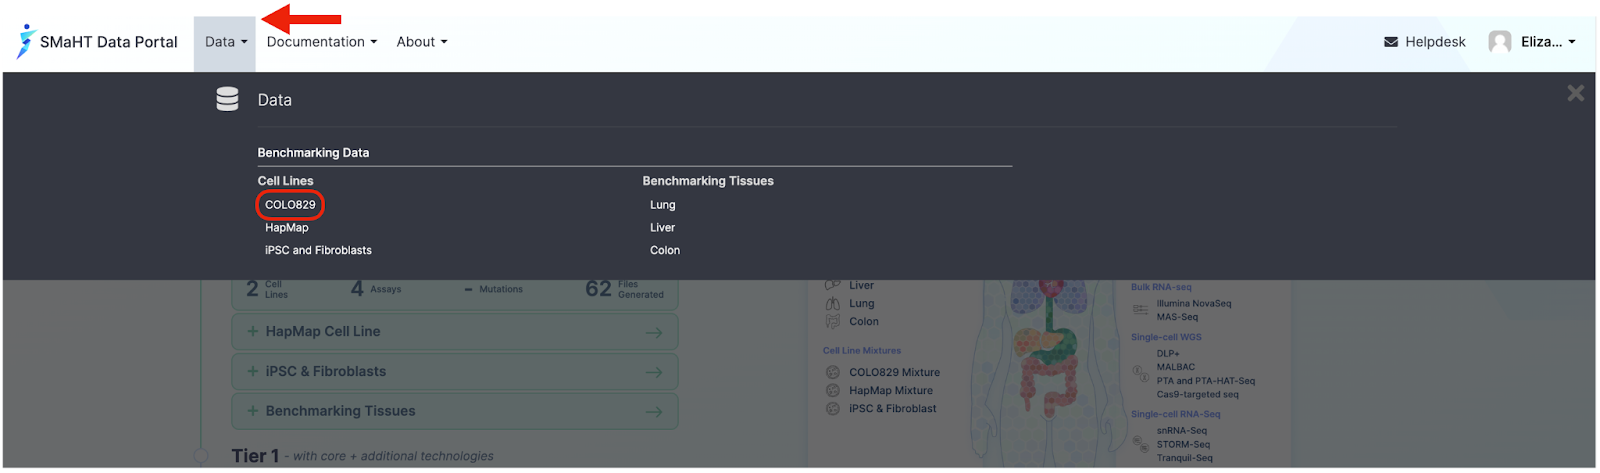 SMaHT Data Portal
Data
Documentation
About
Helpdesk
Eliza...
Data
Benchmarking Data
Cell Lines
COLO829
HapMap
iPSC and Fibroblasts
Benchmarking Tissues
Lung
Liver
Colon
2 Cell Lines
4 Assays
- Mutations
62 Files Generated
+ HapMap Cell Line
+ iPSC & Fibroblasts
+ Benchmarking Tissues
Tier 1 - with core + additional technologies
Liver
Lung
Colon
Cell Line Mixtures
COLO829 Mixture
HapMap Mixture
iPSC & Fibroblast
Bulk RNA-seq
Illumina NovaSeq
MAS-Seq
Single-cell WGS
DLP+
MALBAC
PTA and PTA-HAT-Seq
Cas9-targeted seq
Single-cell RNA-Seq
snRNA-Seq
STORM-Seq
Tranquil-Seq